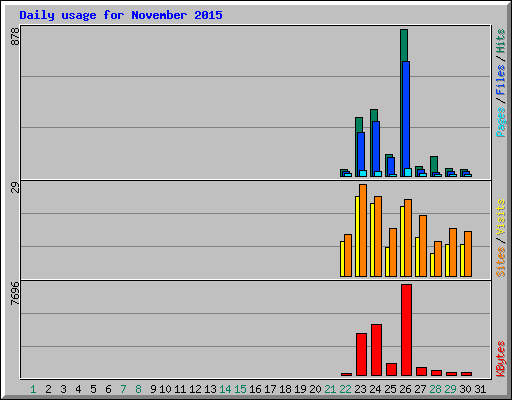 Daily usage for November 2015
878
Pages / Files / Hits
29
Sites / Visits
7696
KBytes
1 2 3 4 5 6 7 8 9 10 11 12 13 14 15 16 17 18 19 20 21 22 23 24 25 26 27 28 29 30 31